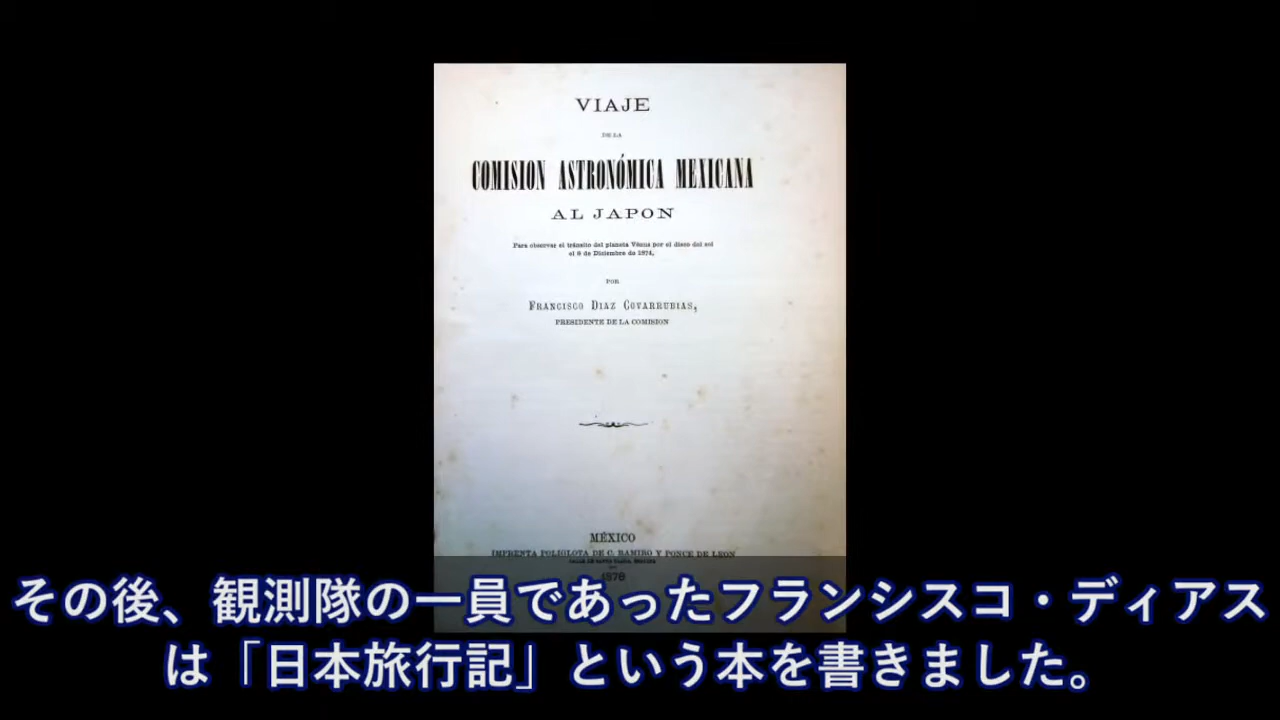 VIAJE
DE LA
COMISION ASTRONÓMICA MEXICANA
AL JAPON
Para observar el tránsito del planeta Vénus por el disco del sol
el 8 de Diciembre de 1874,
POR
FRANCISCO DIAZ COVARRUBIAS,
PRESIDENTE DE LA COMISION
MÉXICO
IMPRENTA POLIGLOTA DE C. RAMIRO Y PONCE DE LEON
1876
その後、観測隊の一員であったフランシスコ・ディアス
は「日本旅行記」という本を書きました。